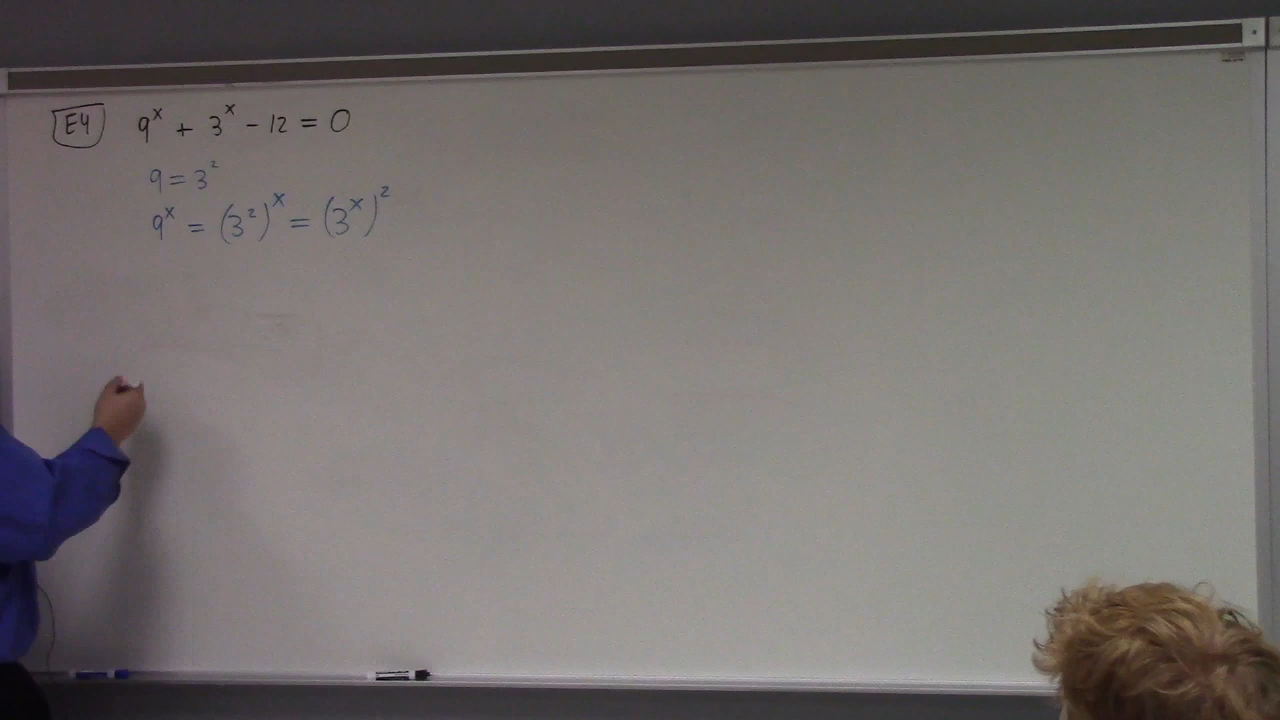 E4 9^x + 3^x - 12 = 0
9 = 3^2
9^x = (3^2)^x = (3^x)^2